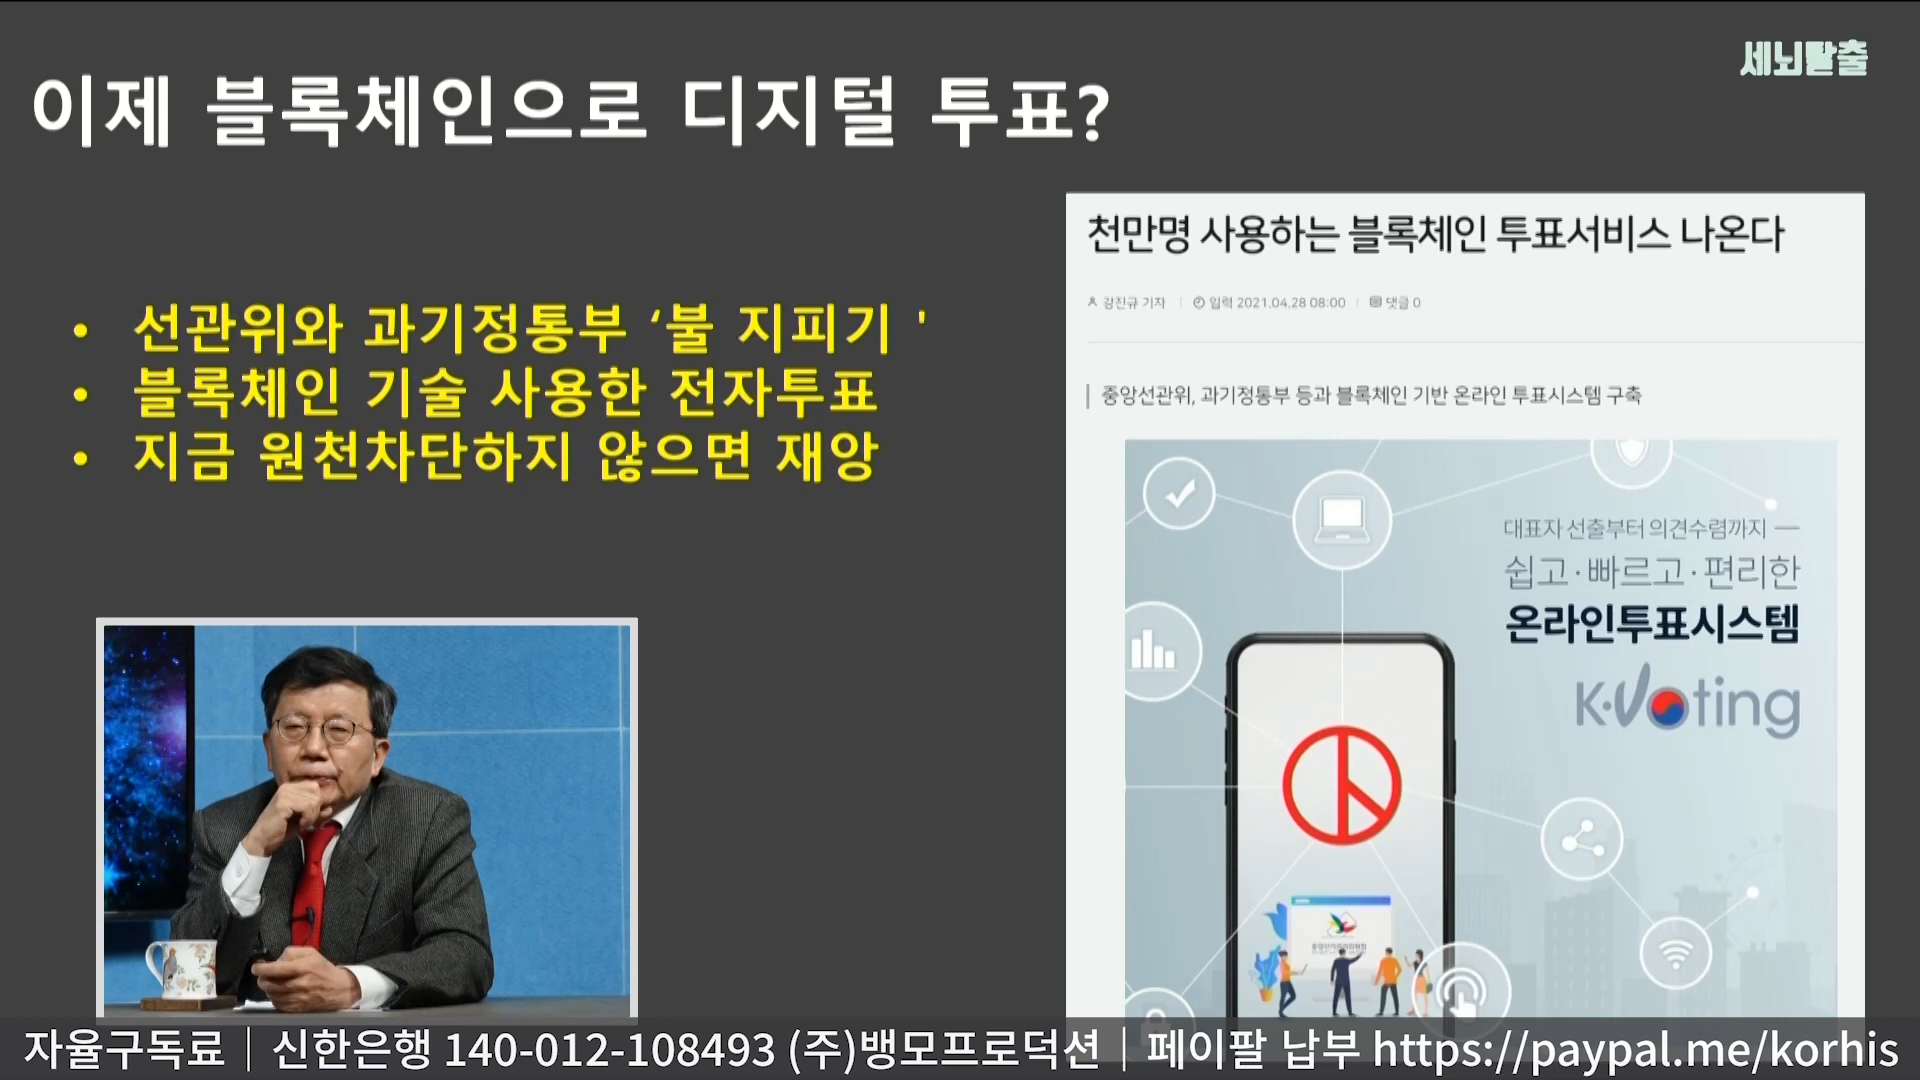 세뇌탈출
이제 블록체인으로 디지털 투표?
• 선관위와 과기정통부 ‘불 지피기 '
• 블록체인 기술 사용한 전자투표
• 지금 원천차단하지 않으면 재앙
천만명 사용하는 블록체인 투표서비스 나온다
강진규 기자 | 입력 2021.04.28 08:00 | 댓글 0
중앙선관위, 과기정통부 등과 블록체인 기반 온라인 투표시스템 구축
대표자 선출부터 의견수렴까지 —
쉽고·빠르고·편리한
온라인투표시스템
K·Voting
중앙선거관리위원회
자율구독료│신한은행 140-012-108493 (주)뱅모프로덕션│페이팔 납부 https://paypal.me/korhis